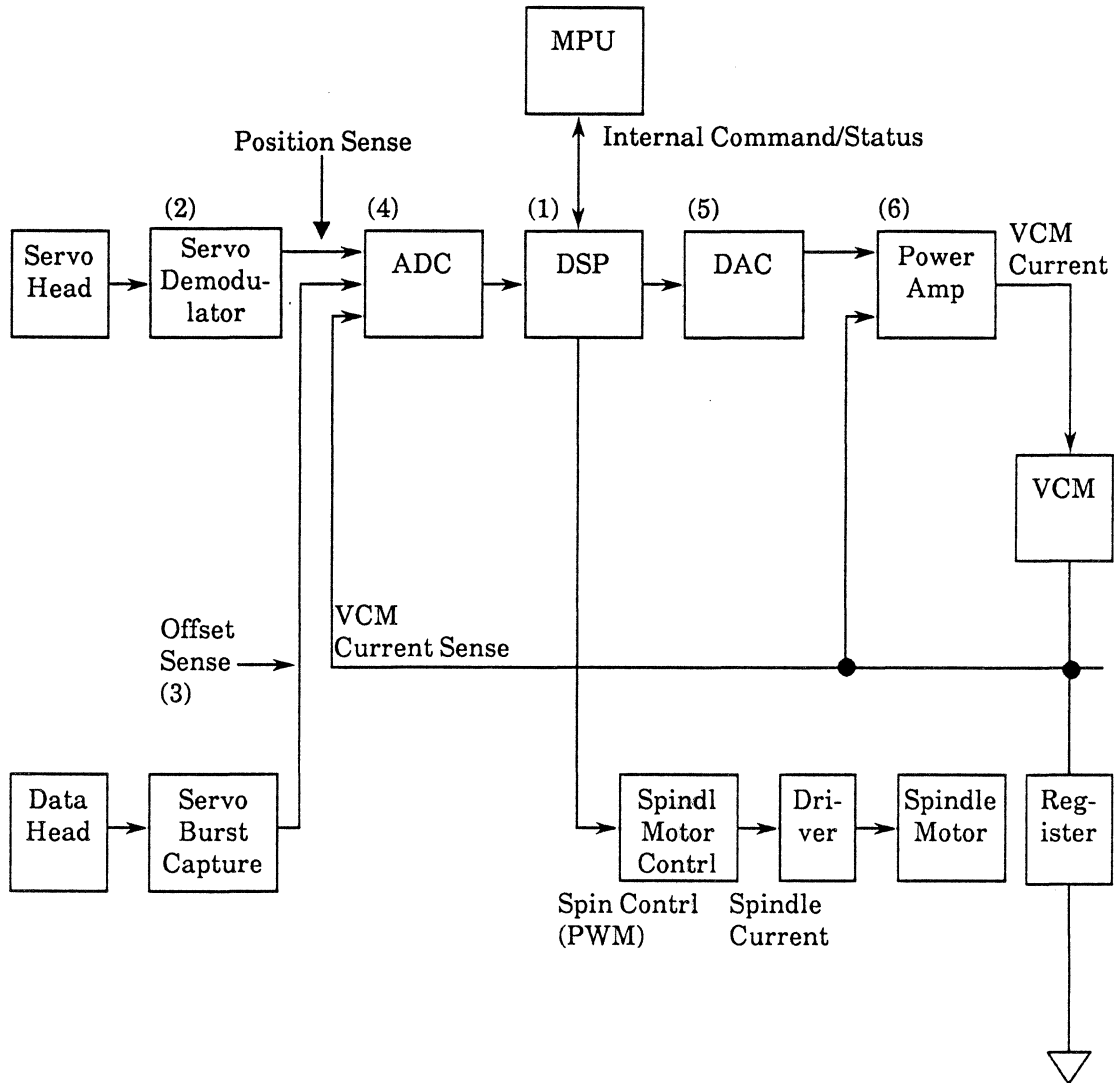 MPU
Internal Command/Status
Position Sense
(2)
(4)
(1)
(5)
(6)
Servo
Head
Servo
Demodu-
lator
ADC
DSP
DAC
Power
Amp
VCM
Current
VCM
VCM
Current Sense
Offset
Sense
(3)
Data
Head
Servo
Burst
Capture
Spindl
Motor
Contrl
Dri-
ver
Spindle
Motor
Reg-
ister
Spin Contrl
(PWM)
Spindle
Current